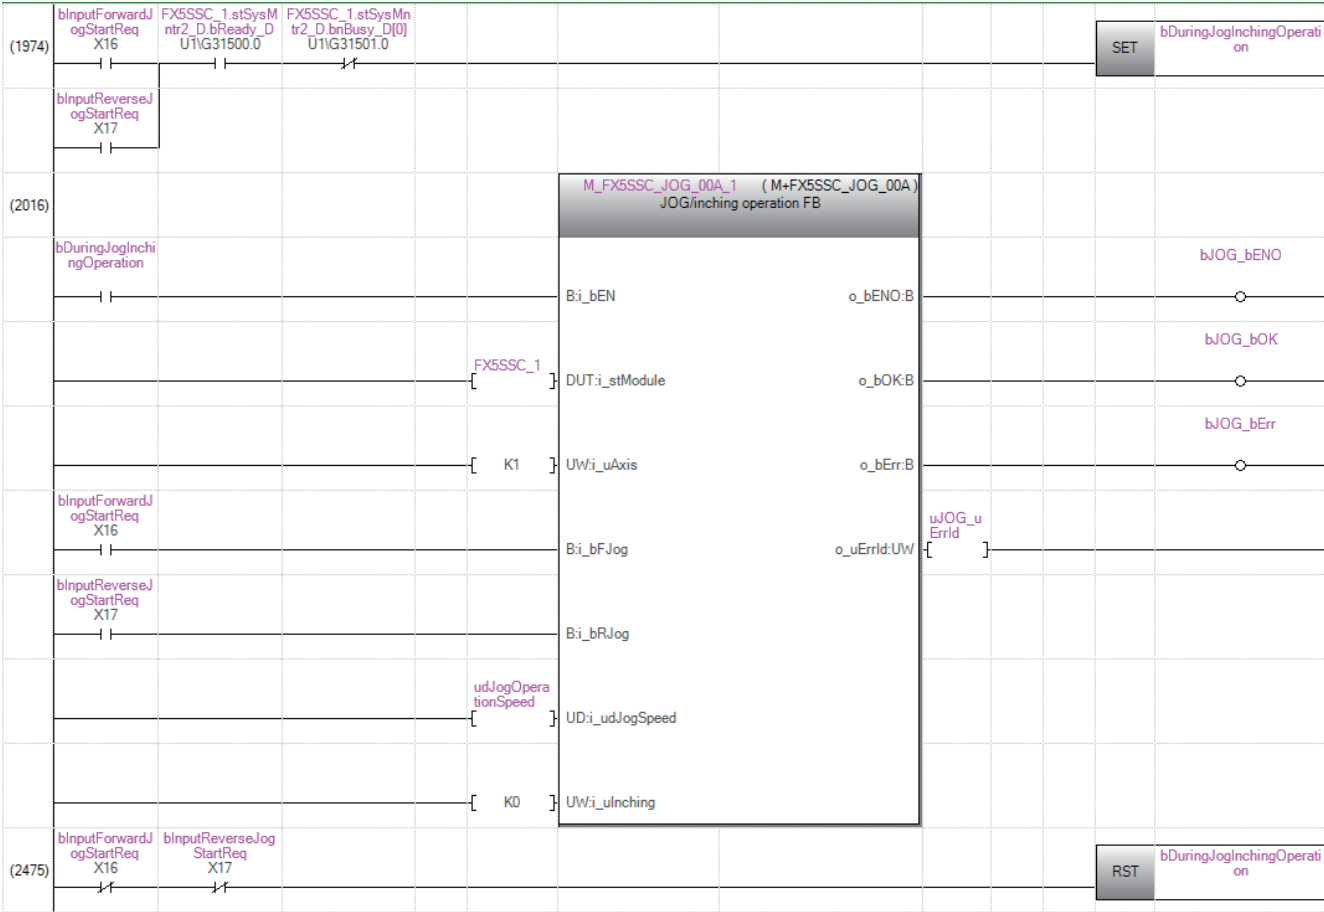 bInputForwardJ
ogStartReq
X16
FX5SSC_1.stSysM
ntr2_D.bReady_D
U1\G31500.0
FX5SSC_1.stSysMn
tr2_D.bnBusy_D[0]
U1\G31501.0
(1974)
SET
bDuringJogInchingOperati
on
bInputReverseJ
ogStartReq
X17
(2016)
M_FX5SSC_JOG_00A_1 (M+FX5SSC_JOG_00A)
JOG/inching operation FB
bDuringJogInchi
ngOperation
B:i_bEN
o_bENO:B
bJOG_bENO
FX5SSC_1
DUT:i_stModule
o_bOK:B
bJOG_bOK
K1
UW:i_uAxis
o_bErr:B
bJOG_bErr
bInputForwardJ
ogStartReq
X16
B:i_bFJog
o_uErrId:UW
uJOG_u
ErrId
bInputReverseJ
ogStartReq
X17
B:i_bRJog
udJogOpera
tionSpeed
UD:i_udJogSpeed
K0
UW:i_uInching
bInputForwardJ
ogStartReq
X16
bInputReverseJog
StartReq
X17
(2475)
RST
bDuringJogInchingOperati
on